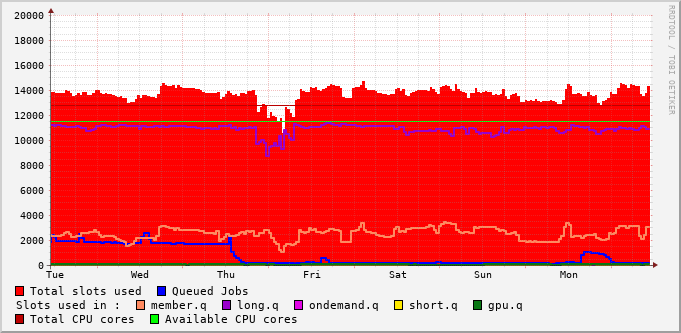 RRDTOOL / TOBI OETIKER
20000
18000
16000
14000
12000
10000
8000
6000
4000
2000
0
Tue Wed Thu Fri Sat Sun Mon
Total slots used Queued Jobs
Slots used in : member.q long.q ondemand.q short.q gpu.q
Total CPU cores Available CPU cores